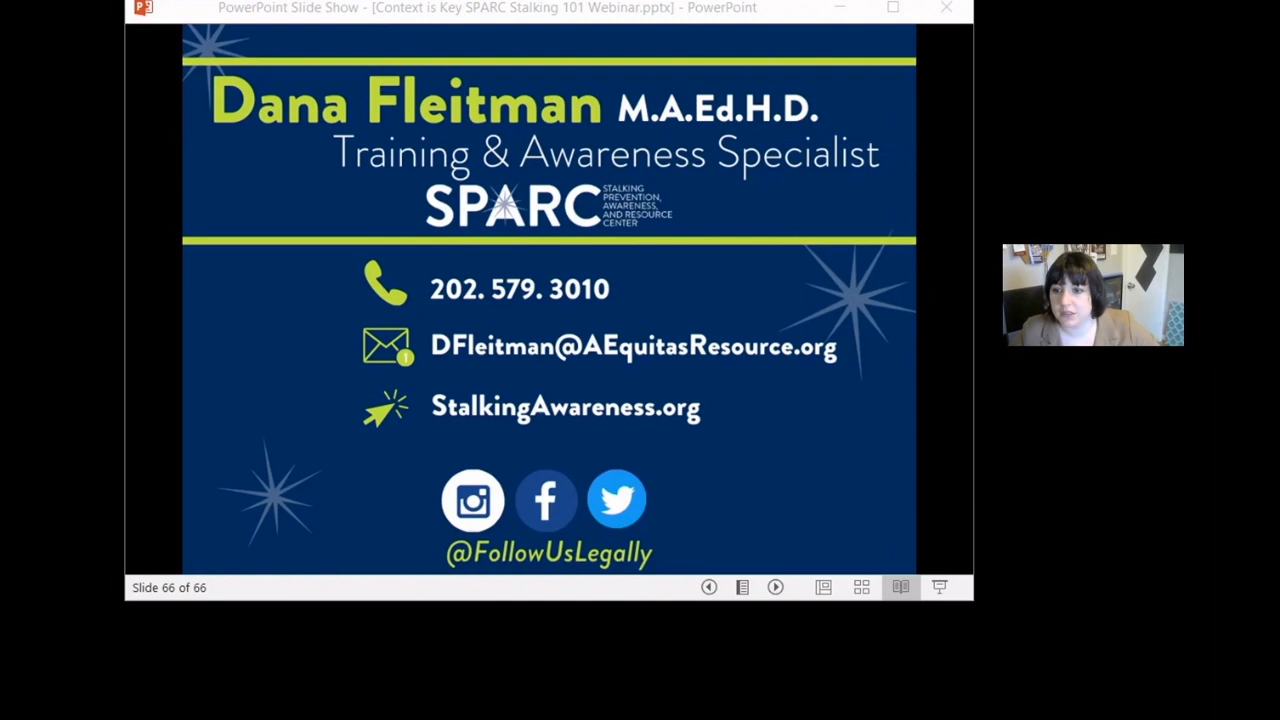 PowerPoint Slide Show - [Context is Key SPARC Stalking 101 Webinar.pptx] - PowerPoint
Dana Fleitman M.A.Ed.H.D.
Training & Awareness Specialist
SPARC
STALKING
PREVENTION,
AWARENESS,
AND RESOURCE
CENTER
202. 579. 3010
DFleitman@AEquitasResource.org
StalkingAwareness.org
@FollowUsLegally
Slide 66 of 66